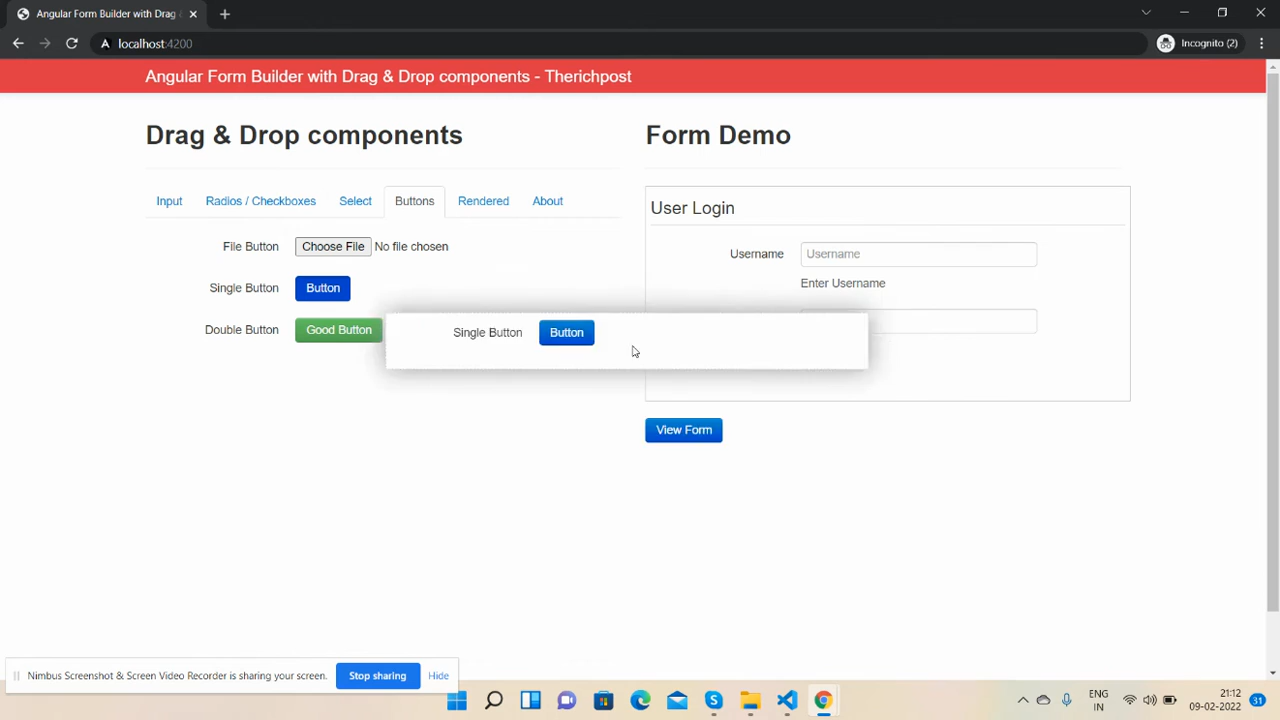 Angular Form Builder with Drag &
localhost:4200
Incognito (2)
Angular Form Builder with Drag & Drop components - Therichpost
Drag & Drop components
Form Demo
Input
Radios / Checkboxes
Select
Buttons
Rendered
About
User Login
File Button
Choose File
No file chosen
Username
Username
Enter Username
Single Button
Button
Double Button
Good Button
Single Button
Button
View Form
Nimbus Screenshot & Screen Video Recorder is sharing your screen.
Stop sharing
Hide
ENG
IN
21:12
09-02-2022
31